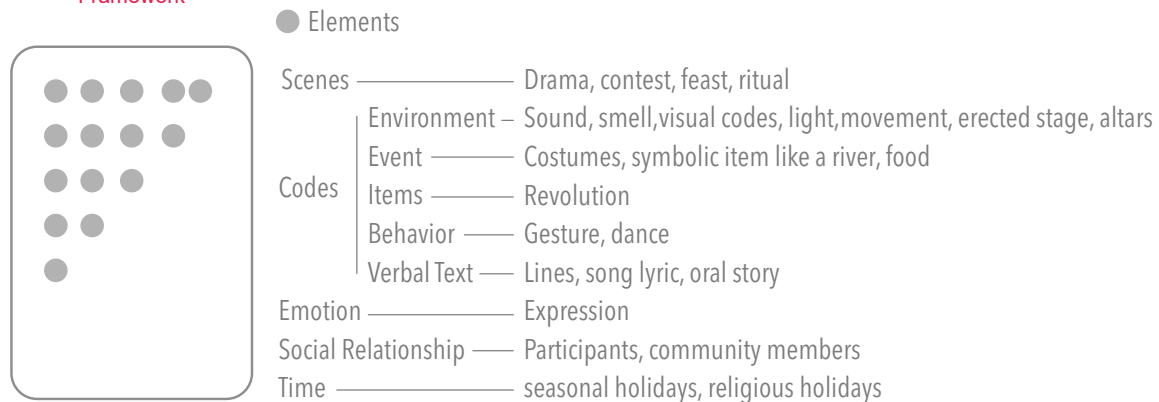 Framework
Elements
Scenes Drama, contest, feast, ritual
Codes
Environment Sound, smell,visual codes, light,movement, erected stage, altars
Event Costumes, symbolic item like a river, food
Items Revolution
Behavior Gesture, dance
Verbal Text Lines, song lyric, oral story
Emotion Expression
Social Relationship Participants, community members
Time seasonal holidays, religious holidays